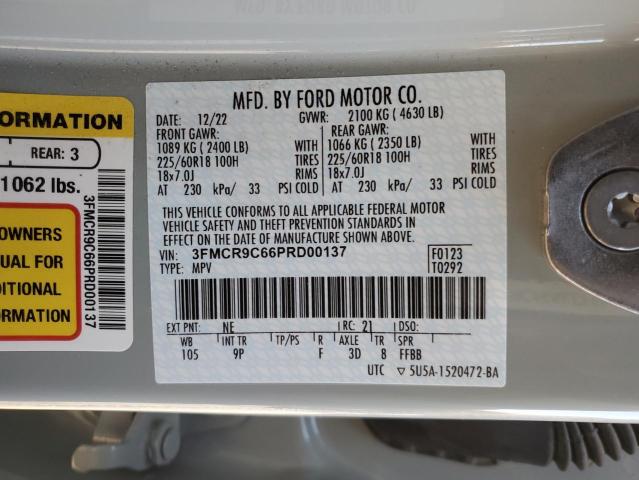 MFD. BY FORD MOTOR CO.
DATE: 12/22 GVWR: 2100 KG ( 4630 LB)
FRONT GAWR: REAR GAWR:
1089 KG ( 2400 LB) WITH 1066 KG ( 2350 LB) WITH
225/60R18 100H TIRES 225/60R18 100H TIRES
18x7.0J RIMS 18x7.0J RIMS
AT 230 kPa/ 33 PSI COLD AT 230 kPa/ 33 PSI COLD
THIS VEHICLE CONFORMS TO ALL APPLICABLE FEDERAL MOTOR
VEHICLE SAFETY AND THEFT PREVENTION STANDARDS IN
EFFECT ON THE DATE OF MANUFACTURE SHOWN ABOVE.
VIN: 3FMCR9C66PRD00137 F0123
TYPE: MPV T0292
EXT PNT: NE RC: 21 DSO:
WB INT TR TP/PS R AXLE TR SPR
105 9P F 3D 8 FFBB
UTC ▽ 5U5A-1520472-BA
ORMATION
REAR: 3
1062 lbs.
OWNERS
UAL FOR
DITIONAL
ORMATION
3FMCR9C66PRD00137